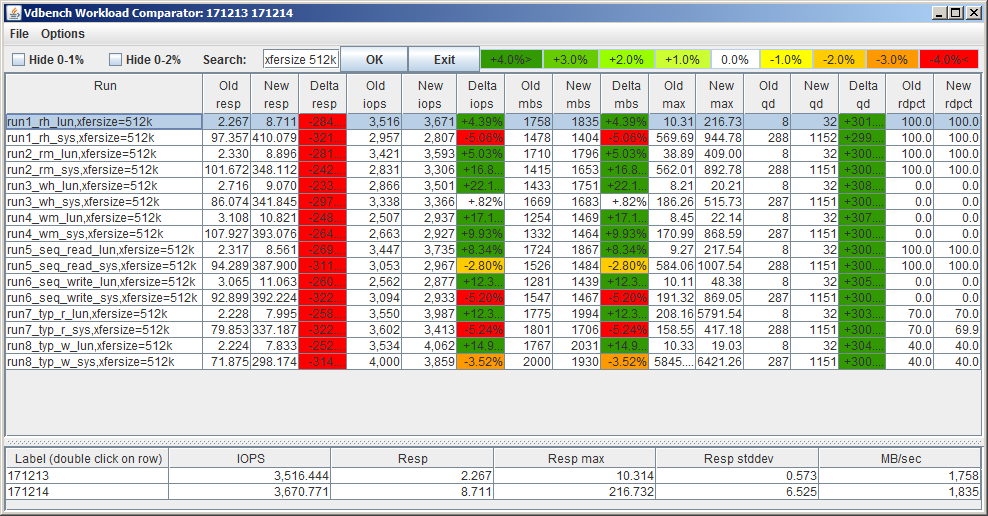 Vdbench Workload Comparator: 171213 171214
File Options
Hide 0-1% Hide 0-2% Search: xfersize 512k OK Exit +4.0%> +3.0% +2.0% +1.0% 0.0% -1.0% -2.0% -3.0% -4.0%<
Run Old resp New resp Delta resp Old iops New iops Delta iops Old mbs New mbs Delta mbs Old max New max Old qd New qd Delta qd Old rdpct New rdpct
run1_rh_lun,xfersize=512k 2.267 8.711 -284 3,516 3,671 +4.39% 1758 1835 +4.39% 10.31 216.73 8 32 +301... 100.0 100.0
run1_rh_sys,xfersize=512k 97.357 410.079 -321 2,957 2,807 -5.06% 1478 1404 -5.06% 569.69 944.78 288 1152 +299... 100.0 100.0
run2_rm_lun,xfersize=512k 2.330 8.896 -281 3,421 3,593 +5.03% 1710 1796 +5.03% 38.89 409.00 8 32 +300... 100.0 100.0
run2_rm_sys,xfersize=512k 101.672 348.112 -242 2,831 3,306 +16.8... 1415 1653 +16.8... 562.01 892.78 288 1151 +300... 100.0 100.0
run3_wh_lun,xfersize=512k 2.716 9.070 -233 2,866 3,501 +22.1... 1433 1751 +22.1... 8.21 20.21 8 32 +308... 0.0 0.0
run3_wh_sys,xfersize=512k 86.074 341.845 -297 3,338 3,366 +.82% 1669 1683 +.82% 186.26 515.73 287 1151 +300... 0.0 0.0
run4_wm_lun,xfersize=512k 3.108 10.821 -248 2,507 2,937 +17.1... 1254 1469 +17.1... 8.45 22.14 8 32 +307... 0.0 0.0
run4_wm_sys,xfersize=512k 107.927 393.076 -264 2,663 2,927 +9.93% 1332 1464 +9.93% 170.99 868.59 287 1151 +300... 0.0 0.0
run5_seq_read_lun,xfersize=512k 2.317 8.561 -269 3,447 3,735 +8.34% 1724 1867 +8.34% 9.27 217.54 8 32 +300... 100.0 100.0
run5_seq_read_sys,xfersize=512k 94.289 387.900 -311 3,053 2,967 -2.80% 1526 1484 -2.80% 584.06 1007.54 288 1151 +300... 100.0 100.0
run6_seq_write_lun,xfersize=512k 3.065 11.063 -260 2,562 2,877 +12.3... 1281 1439 +12.3... 10.11 48.38 8 32 +305... 0.0 0.0
run6_seq_write_sys,xfersize=512k 92.899 392.224 -322 3,094 2,933 -5.20% 1547 1467 -5.20% 191.32 869.05 287 1151 +300... 0.0 0.0
run7_typ_r_lun,xfersize=512k 2.228 7.995 -258 3,550 3,987 +12.3... 1775 1994 +12.3... 208.16 5791.54 8 32 +303... 70.0 70.0
run7_typ_r_sys,xfersize=512k 79.853 337.187 -322 3,602 3,413 -5.24% 1801 1706 -5.24% 158.55 417.18 288 1151 +300... 70.0 69.9
run8_typ_w_lun,xfersize=512k 2.224 7.833 -252 3,534 4,062 +14.9... 1767 2031 +14.9... 10.33 19.03 8 32 +304... 40.0 40.0
run8_typ_w_sys,xfersize=512k 71.875 298.174 -314 4,000 3,859 -3.52% 2000 1930 -3.52% 5845.... 6421.26 287 1151 +300... 40.0 40.0
Label (double click on row) IOPS Resp Resp max Resp stddev MB/sec
171213 3,516.444 2.267 10.314 0.573 1,758
171214 3,670.771 8.711 216.732 6.525 1,835